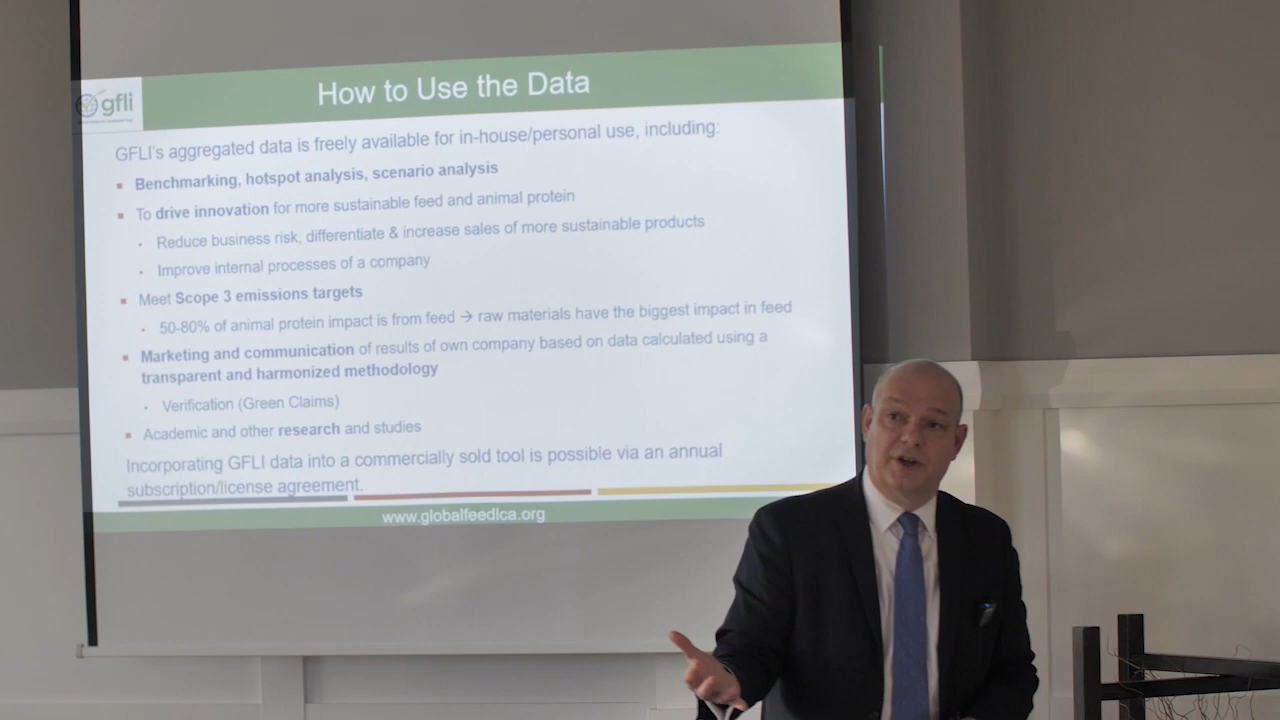 gfli
How to Use the Data
GFLI's aggregated data is freely available for in-house/personal use, including:
Benchmarking, hotspot analysis, scenario analysis
To drive innovation for more sustainable feed and animal protein
Reduce business risk, differentiate & increase sales of more sustainable products
Improve internal processes of a company
Meet Scope 3 emissions targets
50-80% of animal protein impact is from feed → raw materials have the biggest impact in feed
Marketing and communication of results of own company based on data calculated using a
transparent and harmonized methodology
Verification (Green Claims)
Academic and other research and studies
Incorporating GFLI data into a commercially sold tool is possible via an annual
subscription/license agreement.
www.globalfeedlca.org